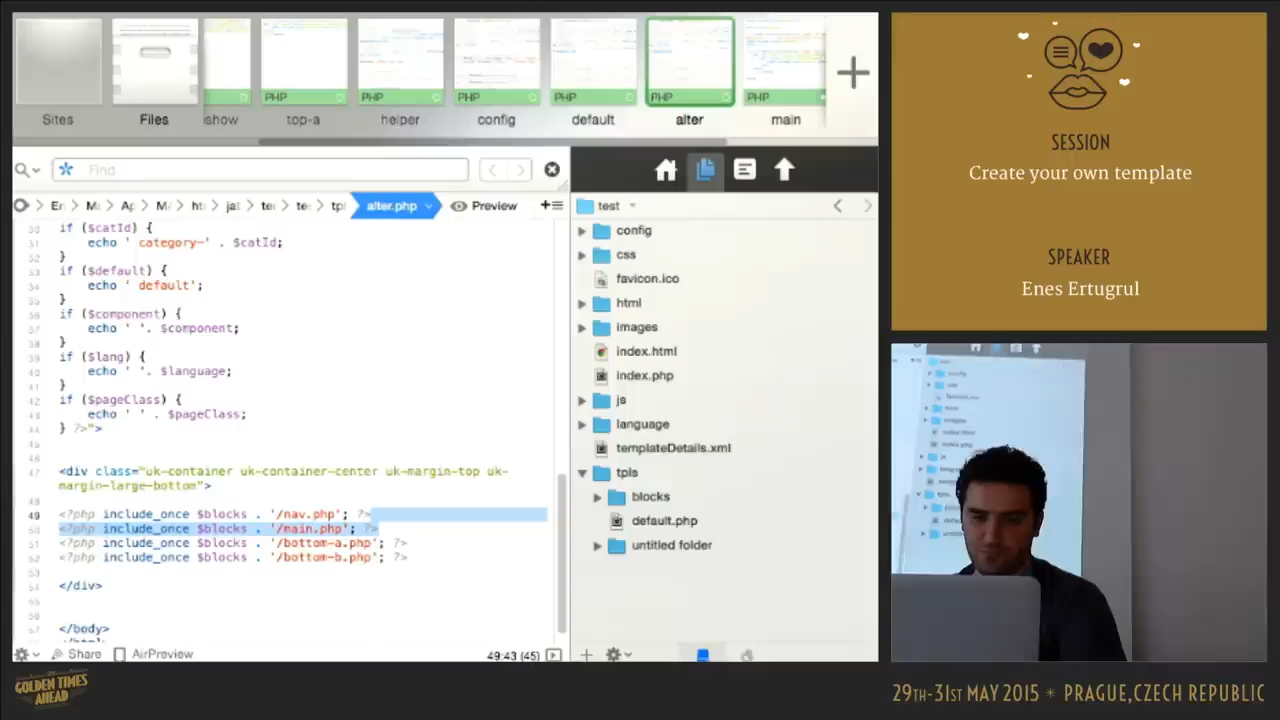 Sites
Files
show
top-a
helper
config
default
alter
main
PHP
PHP
PHP
PHP
PHP
PHP
Find
alter.php
Preview
test
if ($catId) {
echo ' category-' . $catId;
}
if ($default) {
echo ' default';
}
if ($component) {
echo ' '. $component;
}
if ($lang) {
echo ' '. $language;
}
if ($pageClass) {
echo ' ' . $pageClass;
} ?>">
<div class="uk-container uk-container-center uk-margin-top uk-
margin-large-bottom">
49 <?php include_once $blocks . '/nav.php'; ?>
<?php include_once $blocks . '/main.php'; ?>
<?php include_once $blocks . '/bottom-a.php'; ?>
<?php include_once $blocks . '/bottom-b.php'; ?>
</div>
</body>
Share
AirPreview
49:43 (45)
config
css
favicon.ico
html
images
index.html
index.php
js
language
templateDetails.xml
tpls
blocks
default.php
untitled folder
SESSION
Create your own template
SPEAKER
Enes Ertugrul
GOLDEN TIMES
AHEAD
29TH-31ST MAY 2015 * PRAGUE, CZECH REPUBLIC